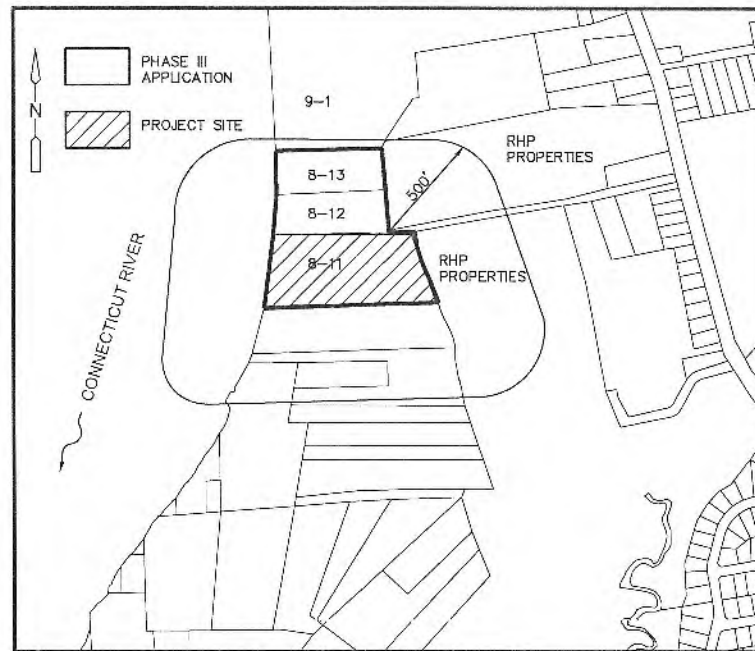 PHASE III
APPLICATION
N
PROJECT SITE
9-1
8-13
8-12
8-11
500'
RHP
PROPERTIES
RHP
PROPERTIES
CONNECTICUT RIVER